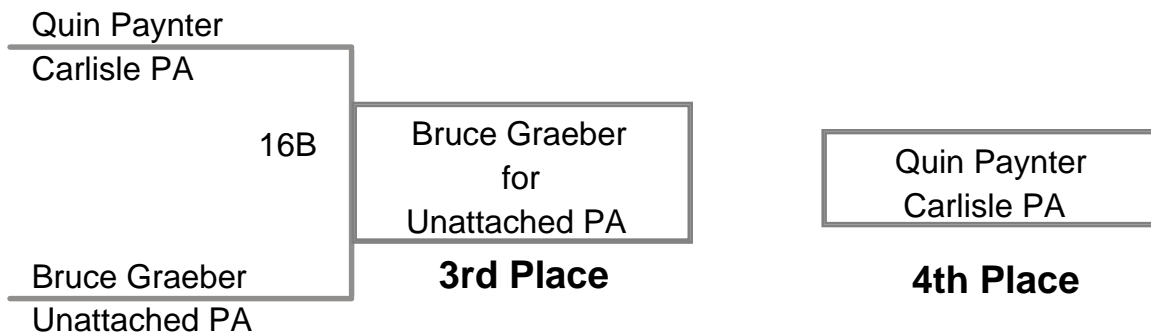 Quin Paynter
Carlisle PA
16B
Bruce Graeber
Unattached PA
Bruce Graeber
for
Unattached PA
3rd Place
Quin Paynter
Carlisle PA
4th Place